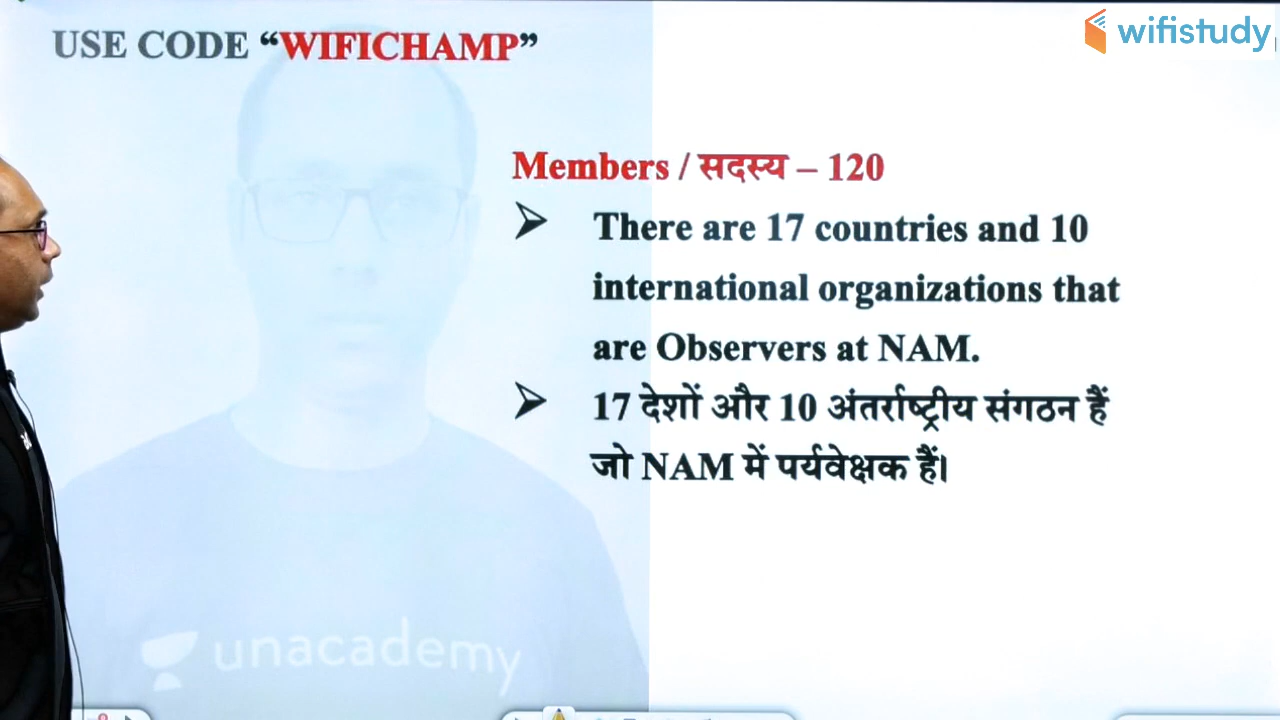 USE CODE “WIFICHAMP”
wifistudy
Members / सदस्य – 120
There are 17 countries and 10
international organizations that
are Observers at NAM.
17 देशों और 10 अंतर्राष्ट्रीय संगठन हैं
जो NAM में पर्यवेक्षक हैं।
unacademy